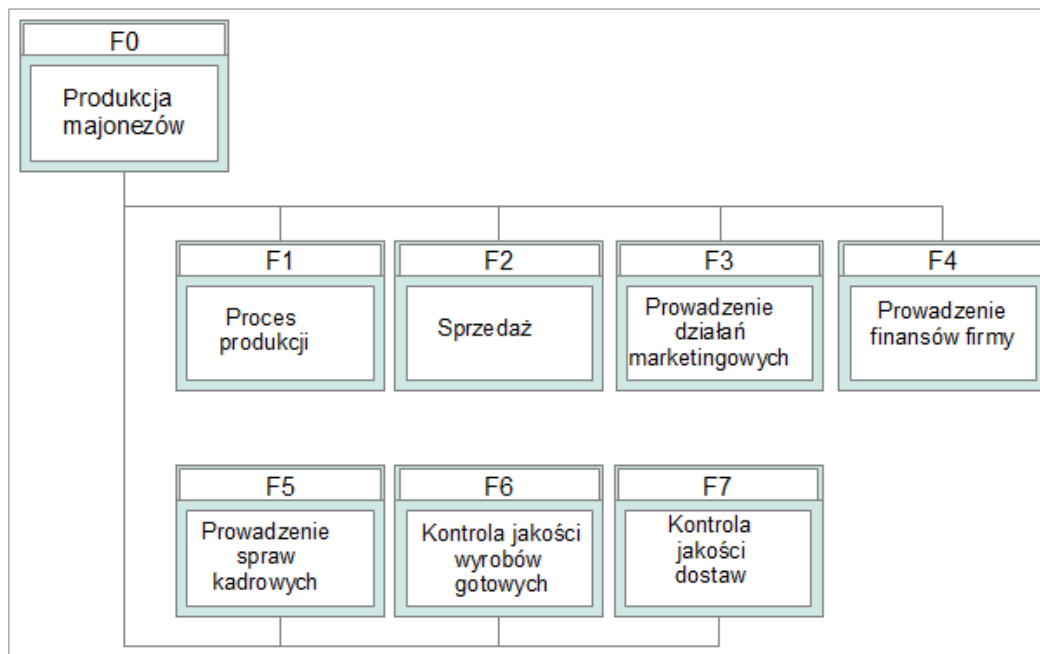 F0
Produkcja
majonezów
F1
Proces
produkcji
F2
Sprzedaż
F3
Prowadzenie
działań
marketingowych
F4
Prowadzenie
finansów firmy
F5
Prowadzenie
spraw
kadrowych
F6
Kontrola jakości
wyrobów
gotowych
F7
Kontrola
jakości
dostaw